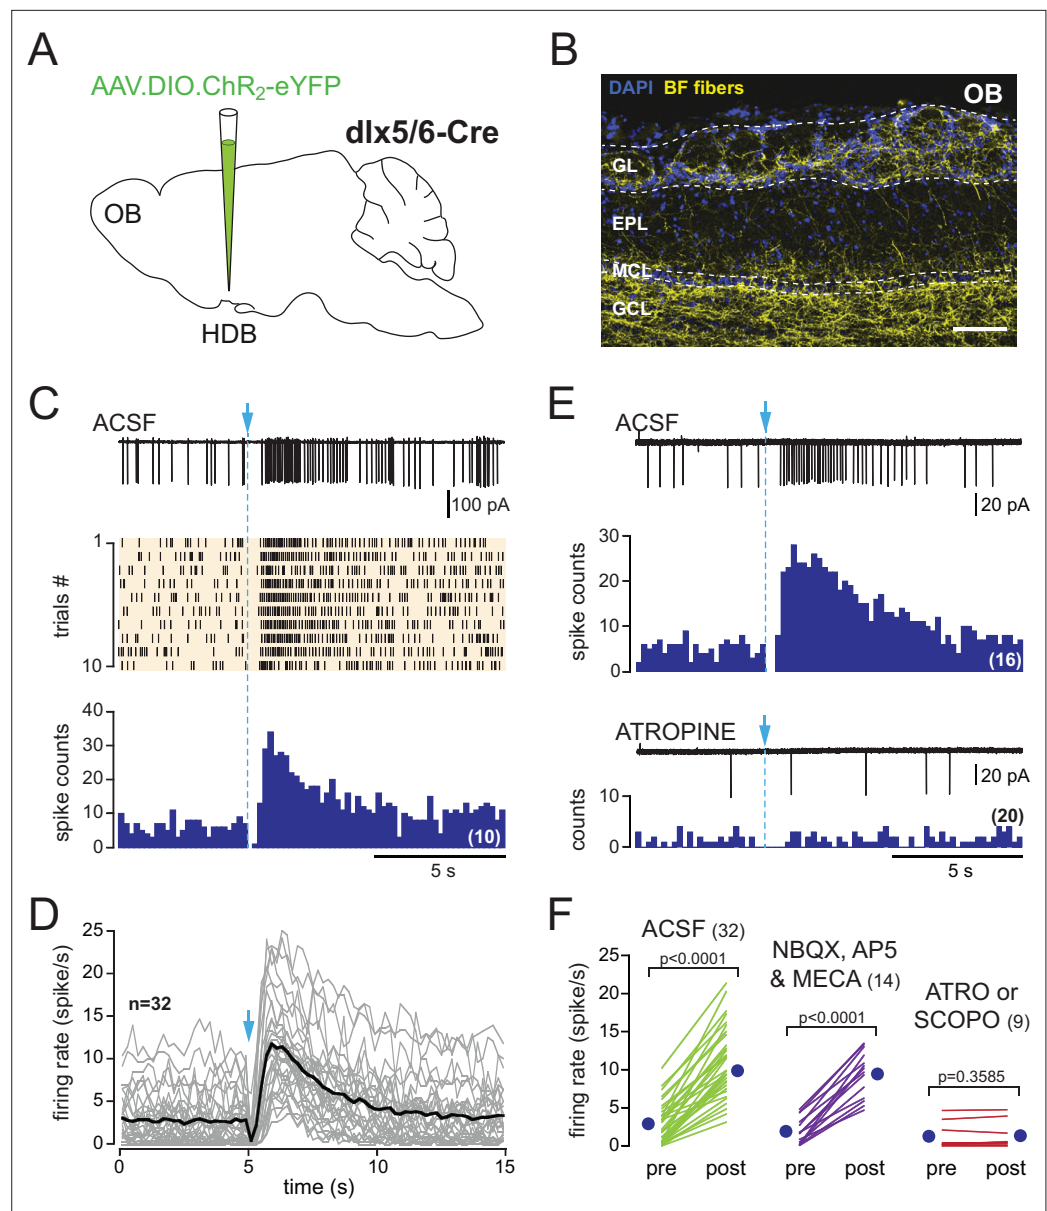 A
AAV.DIO.ChR2-eYFP
dlx5/6-Cre
OB
HDB
B
DAPI BF fibers
OB
GL
EPL
MCL
GCL
C
ACSF
100 pA
1
trials #
10
40
30
20
10
0
spike counts
(10)
5 s
E
ACSF
20 pA
30
20
10
0
spike counts
(16)
ATROPINE
20 pA
10
0
counts
(20)
5 s
D
25
20
15
10
5
0
firing rate (spike/s)
n=32
0
5
10
15
time (s)
F
ACSF (32)
p<0.0001
NBQX, AP5
& MECA (14)
p<0.0001
ATRO or
SCOPO (9)
p=0.3585
25
20
15
10
5
0
firing rate (spike/s)
pre post
pre post
pre post